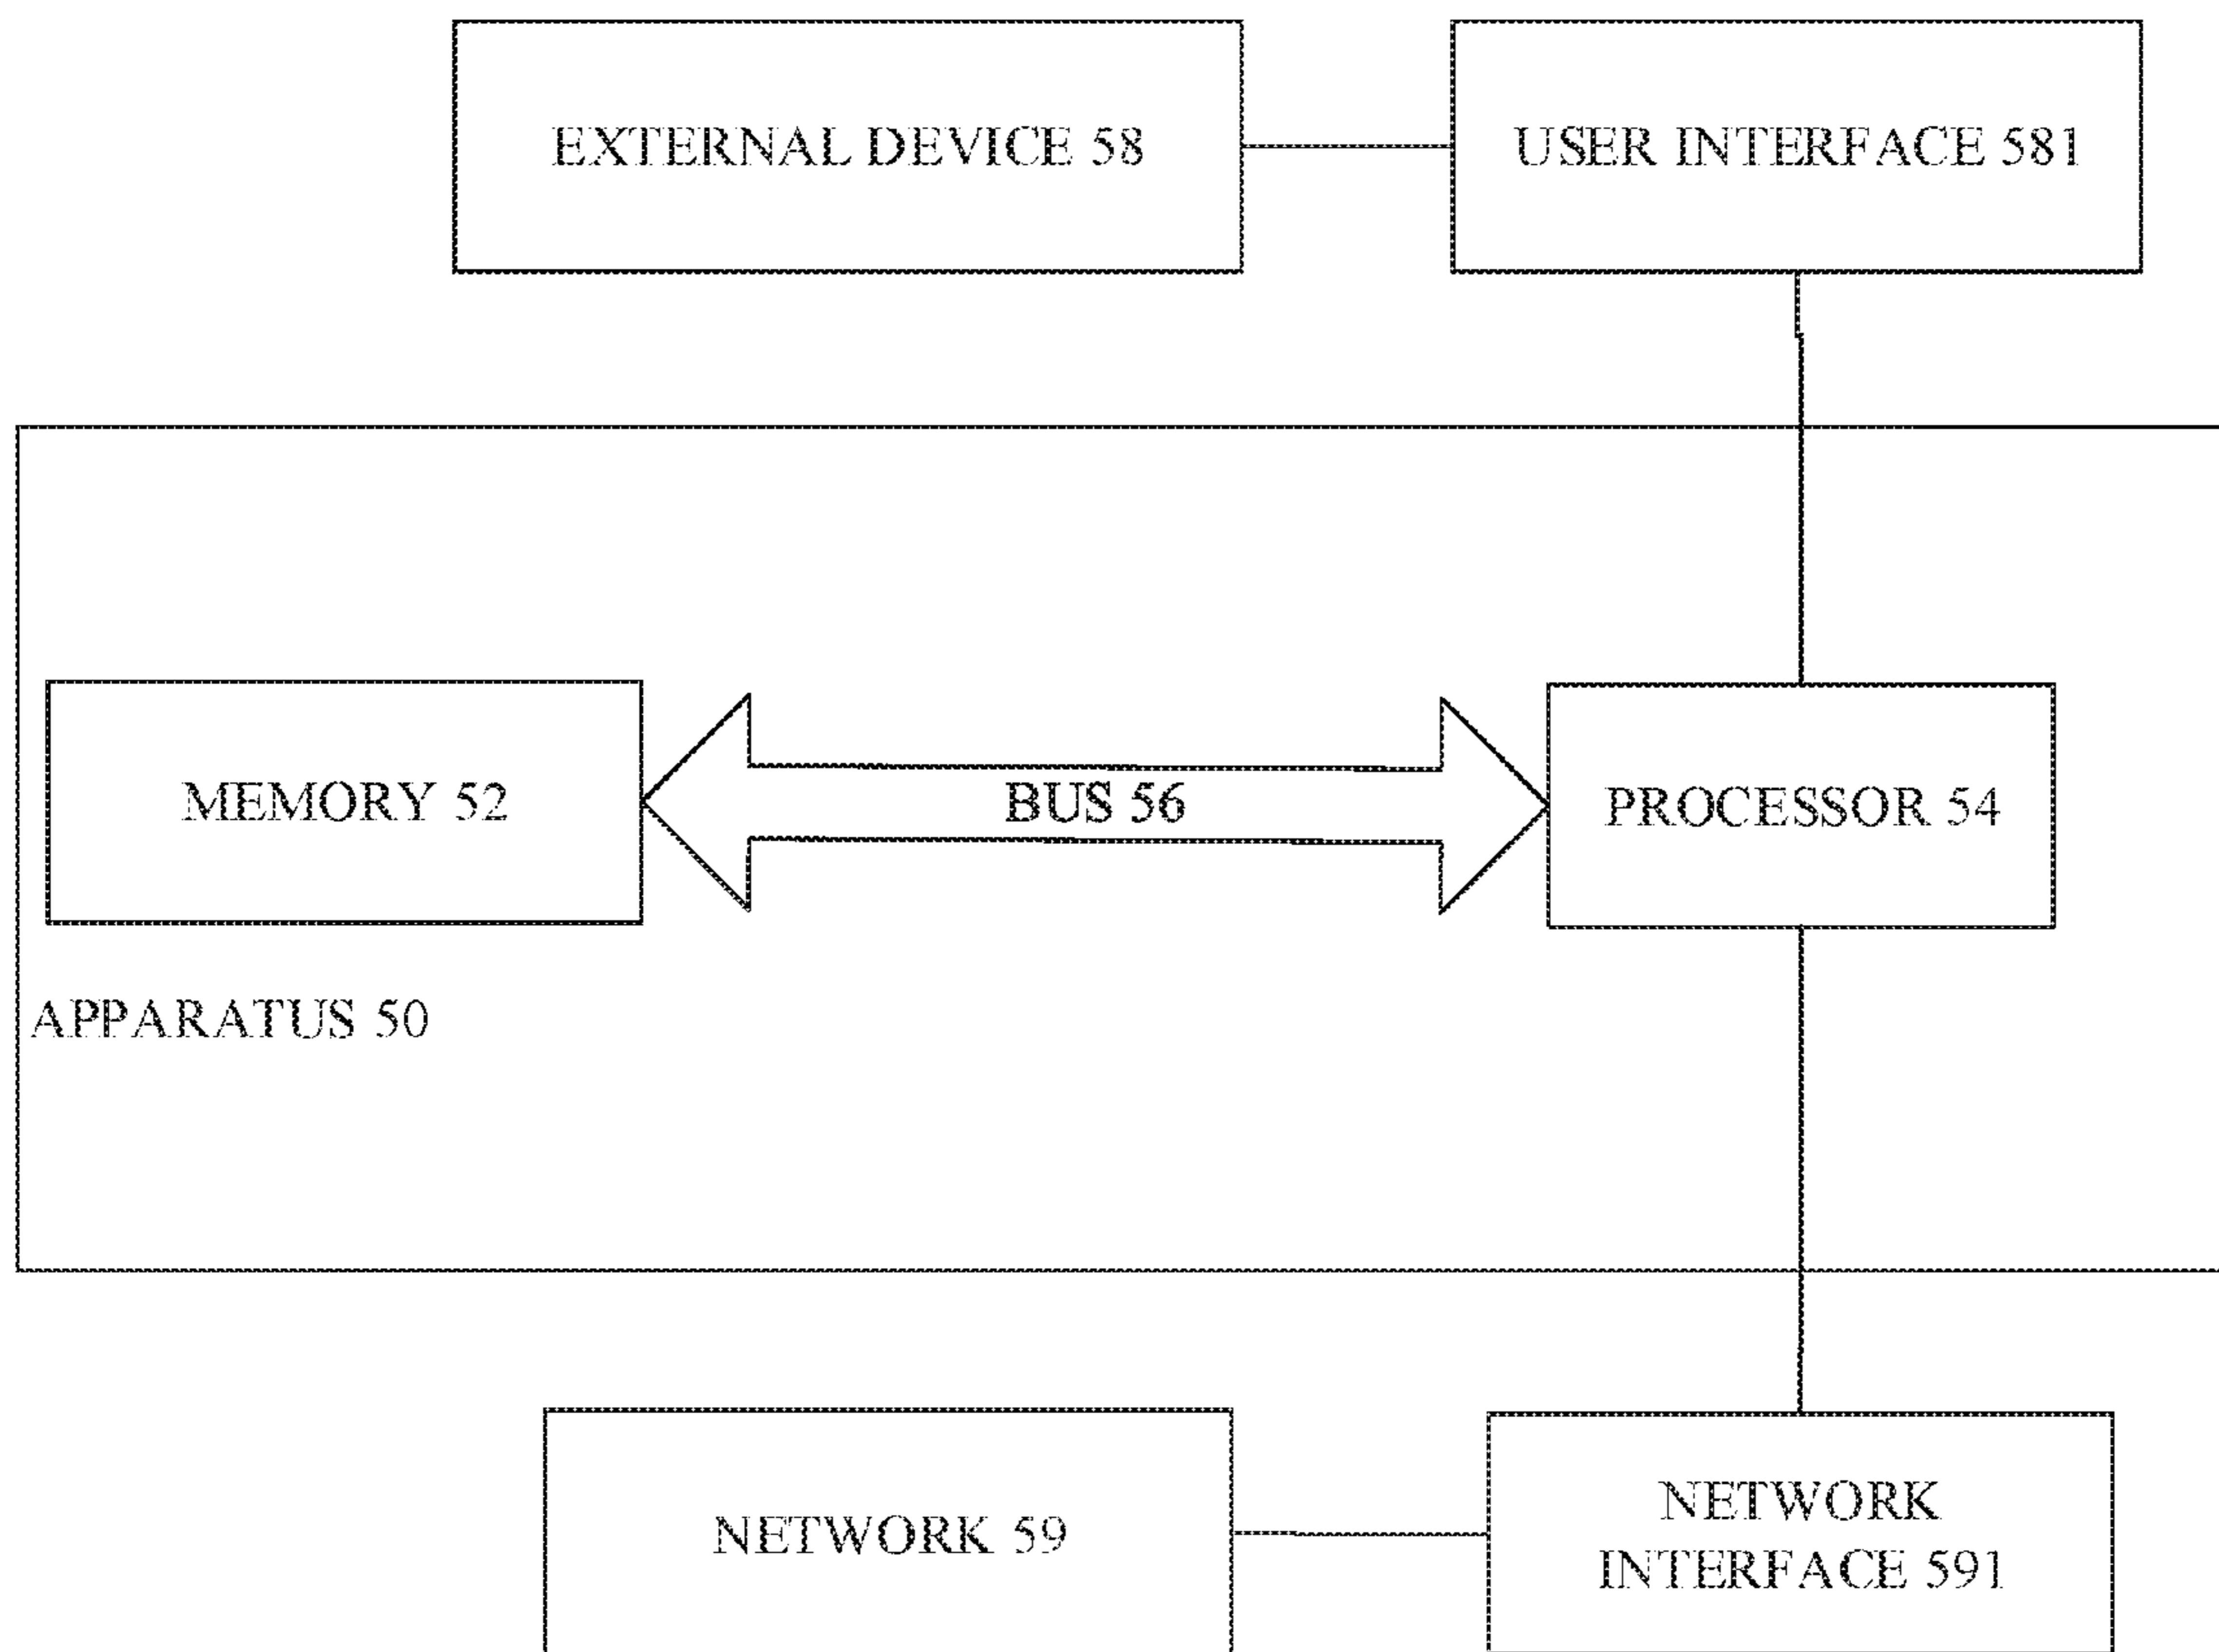 EXTERNAL DEVICE 58
USER INTERFACE 581
MEMORY 52
BUS 56
PROCESSOR 54
APPARATUS 50
NETWORK 59
NETWORK
INTERFACE 591